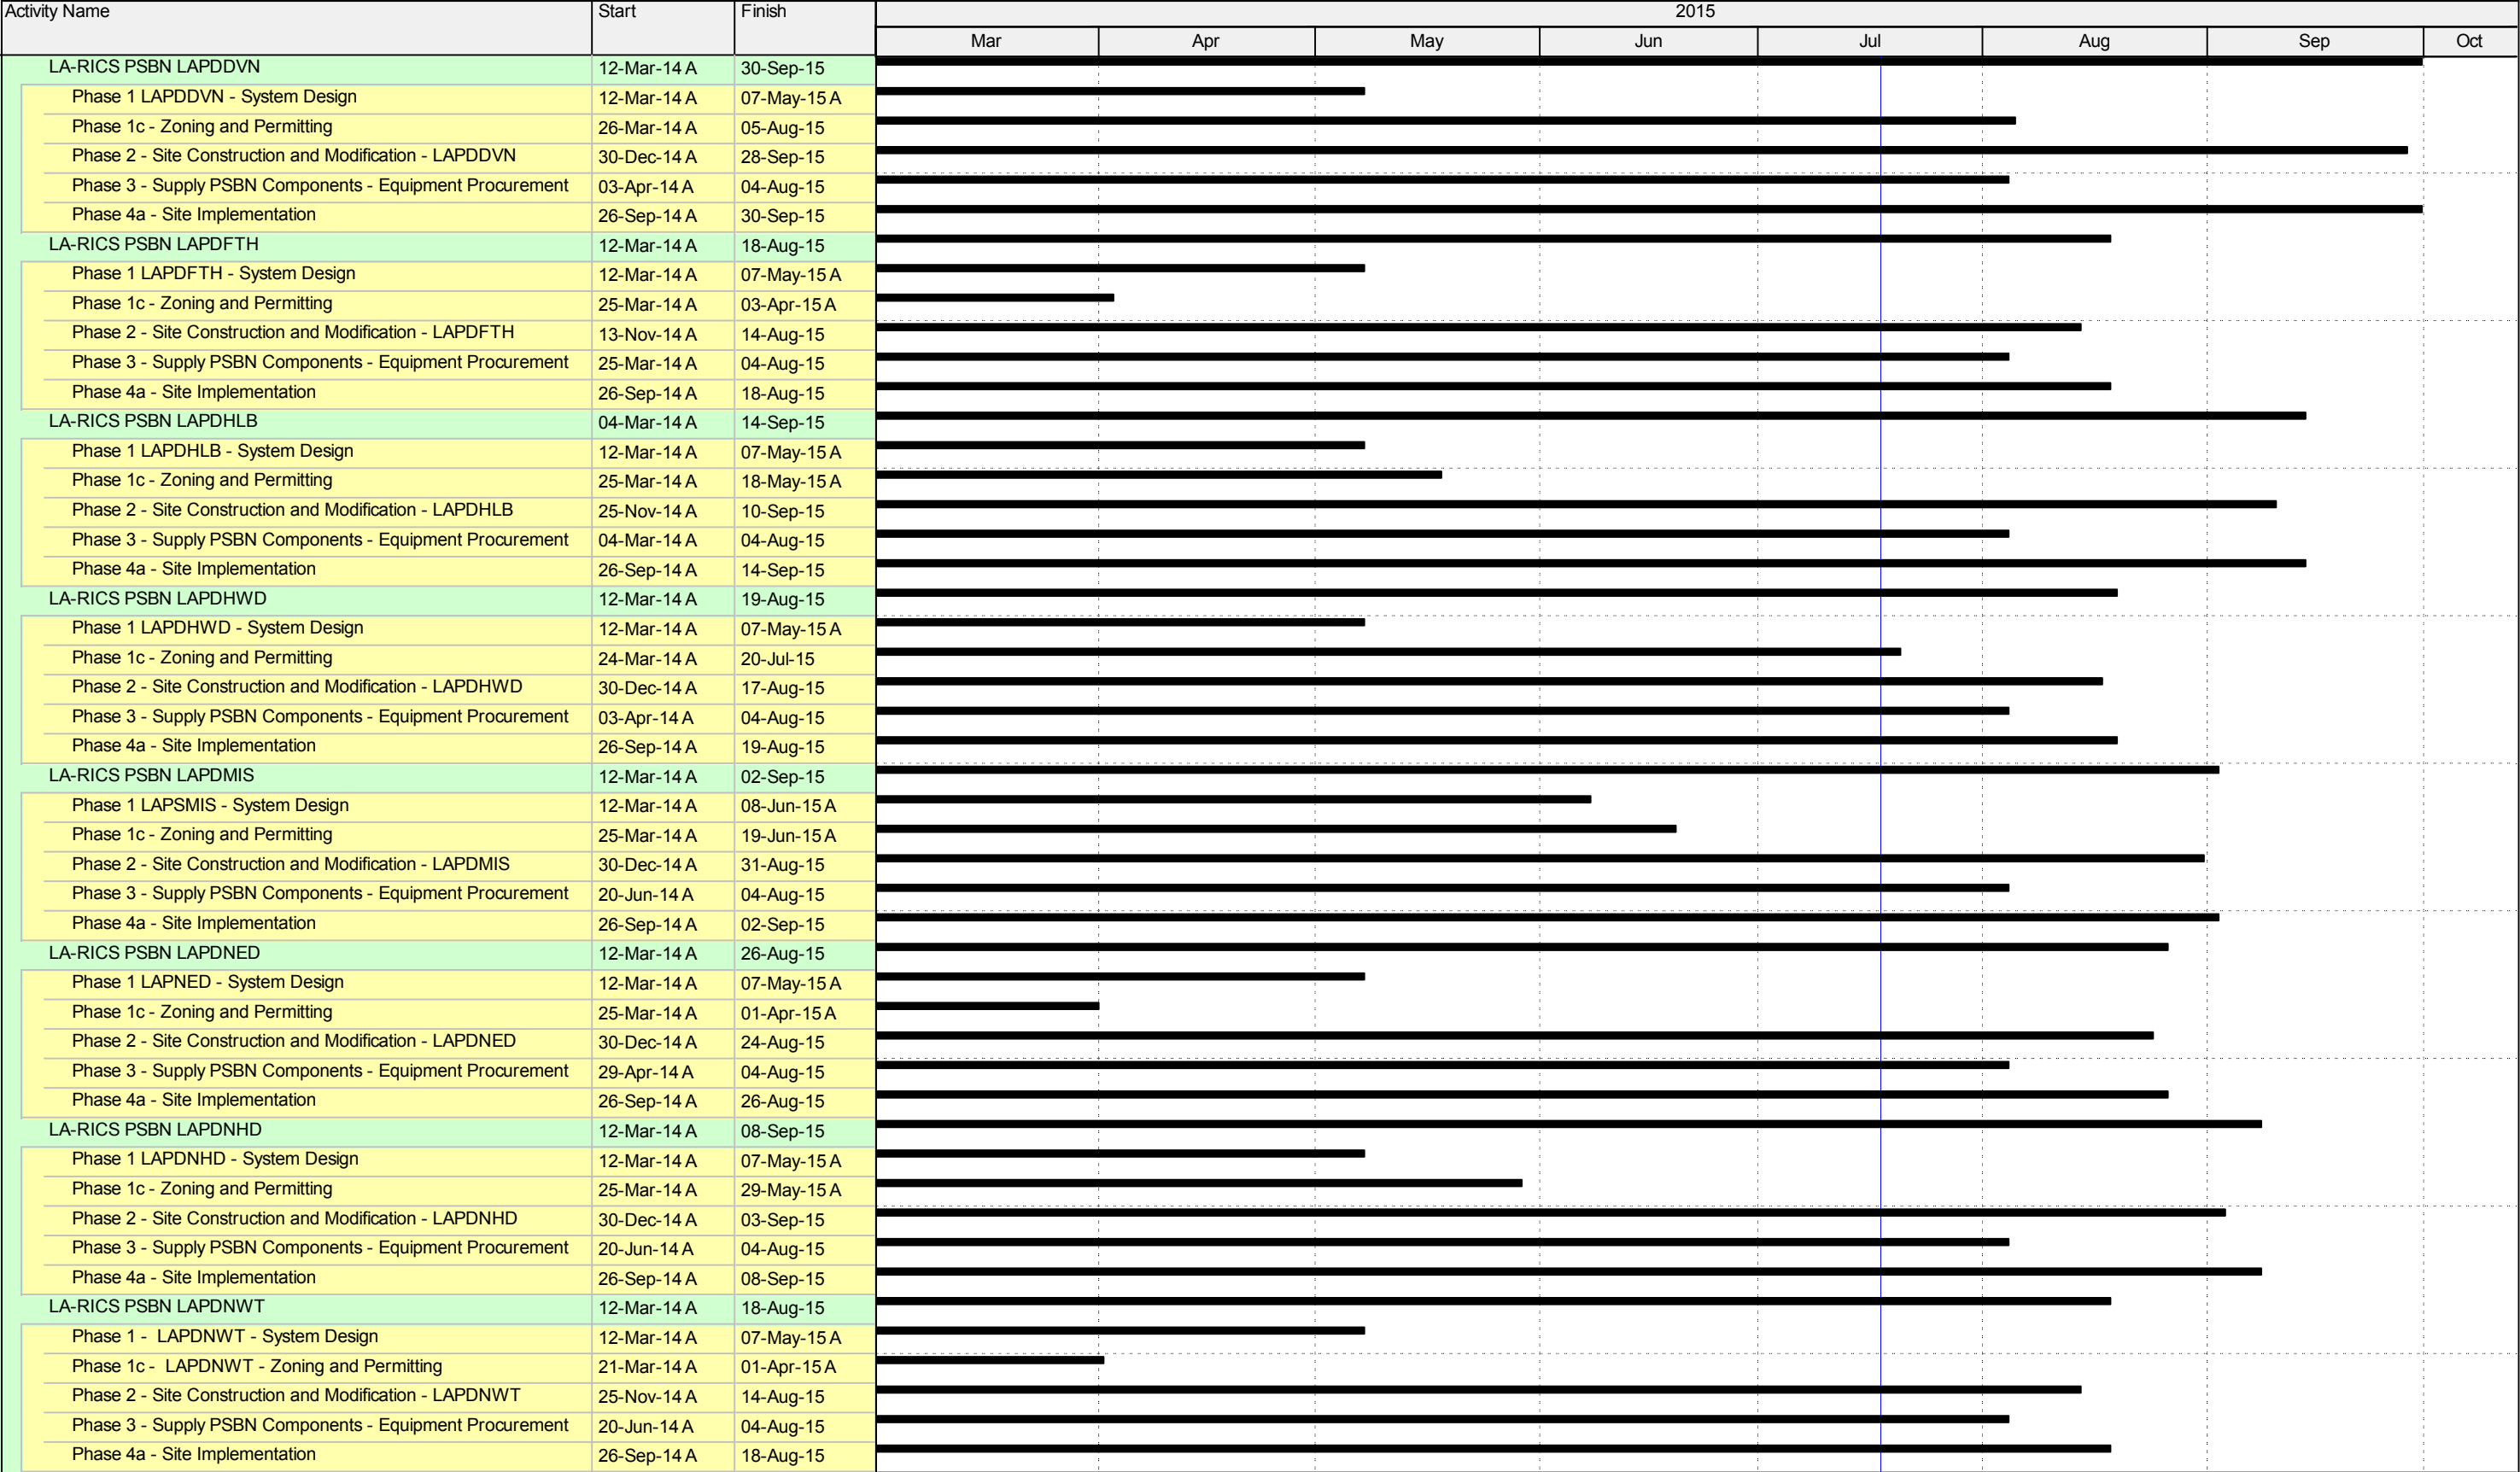 Activity Name Start Finish 2015
Mar Apr May Jun Jul Aug Sep Oct
LA-RICS PSBN LAPDDVN 12-Mar-14 A 30-Sep-15
Phase 1 LAPDDVN - System Design 12-Mar-14 A 07-May-15 A
Phase 1c - Zoning and Permitting 26-Mar-14 A 05-Aug-15
Phase 2 - Site Construction and Modification - LAPDDVN 30-Dec-14 A 28-Sep-15
Phase 3 - Supply PSBN Components - Equipment Procurement 03-Apr-14 A 04-Aug-15
Phase 4a - Site Implementation 26-Sep-14 A 30-Sep-15
LA-RICS PSBN LAPDFTH 12-Mar-14 A 18-Aug-15
Phase 1 LAPDFTH - System Design 12-Mar-14 A 07-May-15 A
Phase 1c - Zoning and Permitting 25-Mar-14 A 03-Apr-15 A
Phase 2 - Site Construction and Modification - LAPDFTH 13-Nov-14 A 14-Aug-15
Phase 3 - Supply PSBN Components - Equipment Procurement 25-Mar-14 A 04-Aug-15
Phase 4a - Site Implementation 26-Sep-14 A 18-Aug-15
LA-RICS PSBN LAPDHLB 04-Mar-14 A 14-Sep-15
Phase 1 LAPDHLB - System Design 12-Mar-14 A 07-May-15 A
Phase 1c - Zoning and Permitting 25-Mar-14 A 18-May-15 A
Phase 2 - Site Construction and Modification - LAPDHLB 25-Nov-14 A 10-Sep-15
Phase 3 - Supply PSBN Components - Equipment Procurement 04-Mar-14 A 04-Aug-15
Phase 4a - Site Implementation 26-Sep-14 A 14-Sep-15
LA-RICS PSBN LAPDHWD 12-Mar-14 A 19-Aug-15
Phase 1 LAPDHWD - System Design 12-Mar-14 A 07-May-15 A
Phase 1c - Zoning and Permitting 24-Mar-14 A 20-Jul-15
Phase 2 - Site Construction and Modification - LAPDHWD 30-Dec-14 A 17-Aug-15
Phase 3 - Supply PSBN Components - Equipment Procurement 03-Apr-14 A 04-Aug-15
Phase 4a - Site Implementation 26-Sep-14 A 19-Aug-15
LA-RICS PSBN LAPDMIS 12-Mar-14 A 02-Sep-15
Phase 1 LAPSMIS - System Design 12-Mar-14 A 08-Jun-15 A
Phase 1c - Zoning and Permitting 25-Mar-14 A 19-Jun-15 A
Phase 2 - Site Construction and Modification - LAPDMIS 30-Dec-14 A 31-Aug-15
Phase 3 - Supply PSBN Components - Equipment Procurement 20-Jun-14 A 04-Aug-15
Phase 4a - Site Implementation 26-Sep-14 A 02-Sep-15
LA-RICS PSBN LAPDNED 12-Mar-14 A 26-Aug-15
Phase 1 LAPNED - System Design 12-Mar-14 A 07-May-15 A
Phase 1c - Zoning and Permitting 25-Mar-14 A 01-Apr-15 A
Phase 2 - Site Construction and Modification - LAPDNED 30-Dec-14 A 24-Aug-15
Phase 3 - Supply PSBN Components - Equipment Procurement 29-Apr-14 A 04-Aug-15
Phase 4a - Site Implementation 26-Sep-14 A 26-Aug-15
LA-RICS PSBN LAPDNHD 12-Mar-14 A 08-Sep-15
Phase 1 LAPDNHD - System Design 12-Mar-14 A 07-May-15 A
Phase 1c - Zoning and Permitting 25-Mar-14 A 29-May-15 A
Phase 2 - Site Construction and Modification - LAPDNHD 30-Dec-14 A 03-Sep-15
Phase 3 - Supply PSBN Components - Equipment Procurement 20-Jun-14 A 04-Aug-15
Phase 4a - Site Implementation 26-Sep-14 A 08-Sep-15
LA-RICS PSBN LAPDNWT 12-Mar-14 A 18-Aug-15
Phase 1 - LAPDNWT - System Design 12-Mar-14 A 07-May-15 A
Phase 1c - LAPDNWT - Zoning and Permitting 21-Mar-14 A 01-Apr-15 A
Phase 2 - Site Construction and Modification - LAPDNWT 25-Nov-14 A 14-Aug-15
Phase 3 - Supply PSBN Components - Equipment Procurement 20-Jun-14 A 04-Aug-15
Phase 4a - Site Implementation 26-Sep-14 A 18-Aug-15